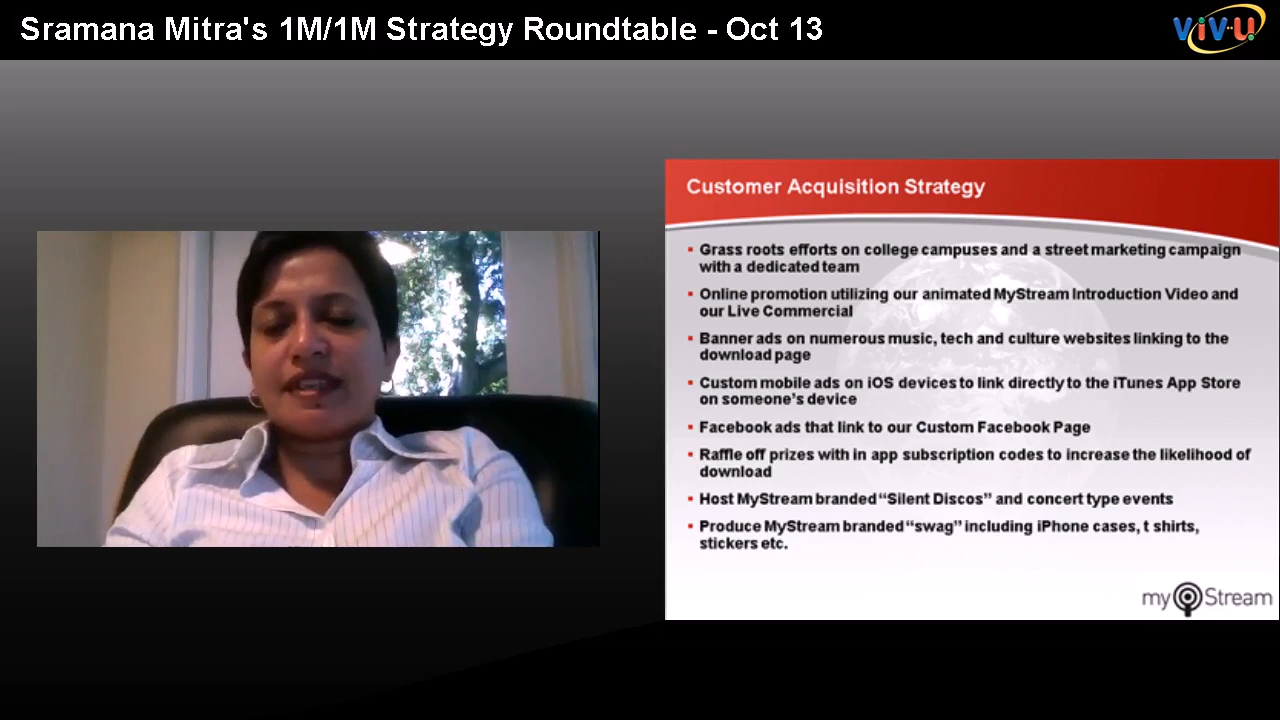 Sramana Mitra's 1M/1M Strategy Roundtable - Oct 13
ViV·U!
Customer Acquisition Strategy
Grass roots efforts on college campuses and a street marketing campaign
with a dedicated team
Online promotion utilizing our animated MyStream Introduction Video and
our Live Commercial
Banner ads on numerous music, tech and culture websites linking to the
download page
Custom mobile ads on iOS devices to link directly to the iTunes App Store
on someone's device
Facebook ads that link to our Custom Facebook Page
Raffle off prizes with in app subscription codes to increase the likelihood of
download
Host MyStream branded “Silent Discos” and concert type events
Produce MyStream branded “swag” including iPhone cases, t shirts,
stickers etc.
my Stream